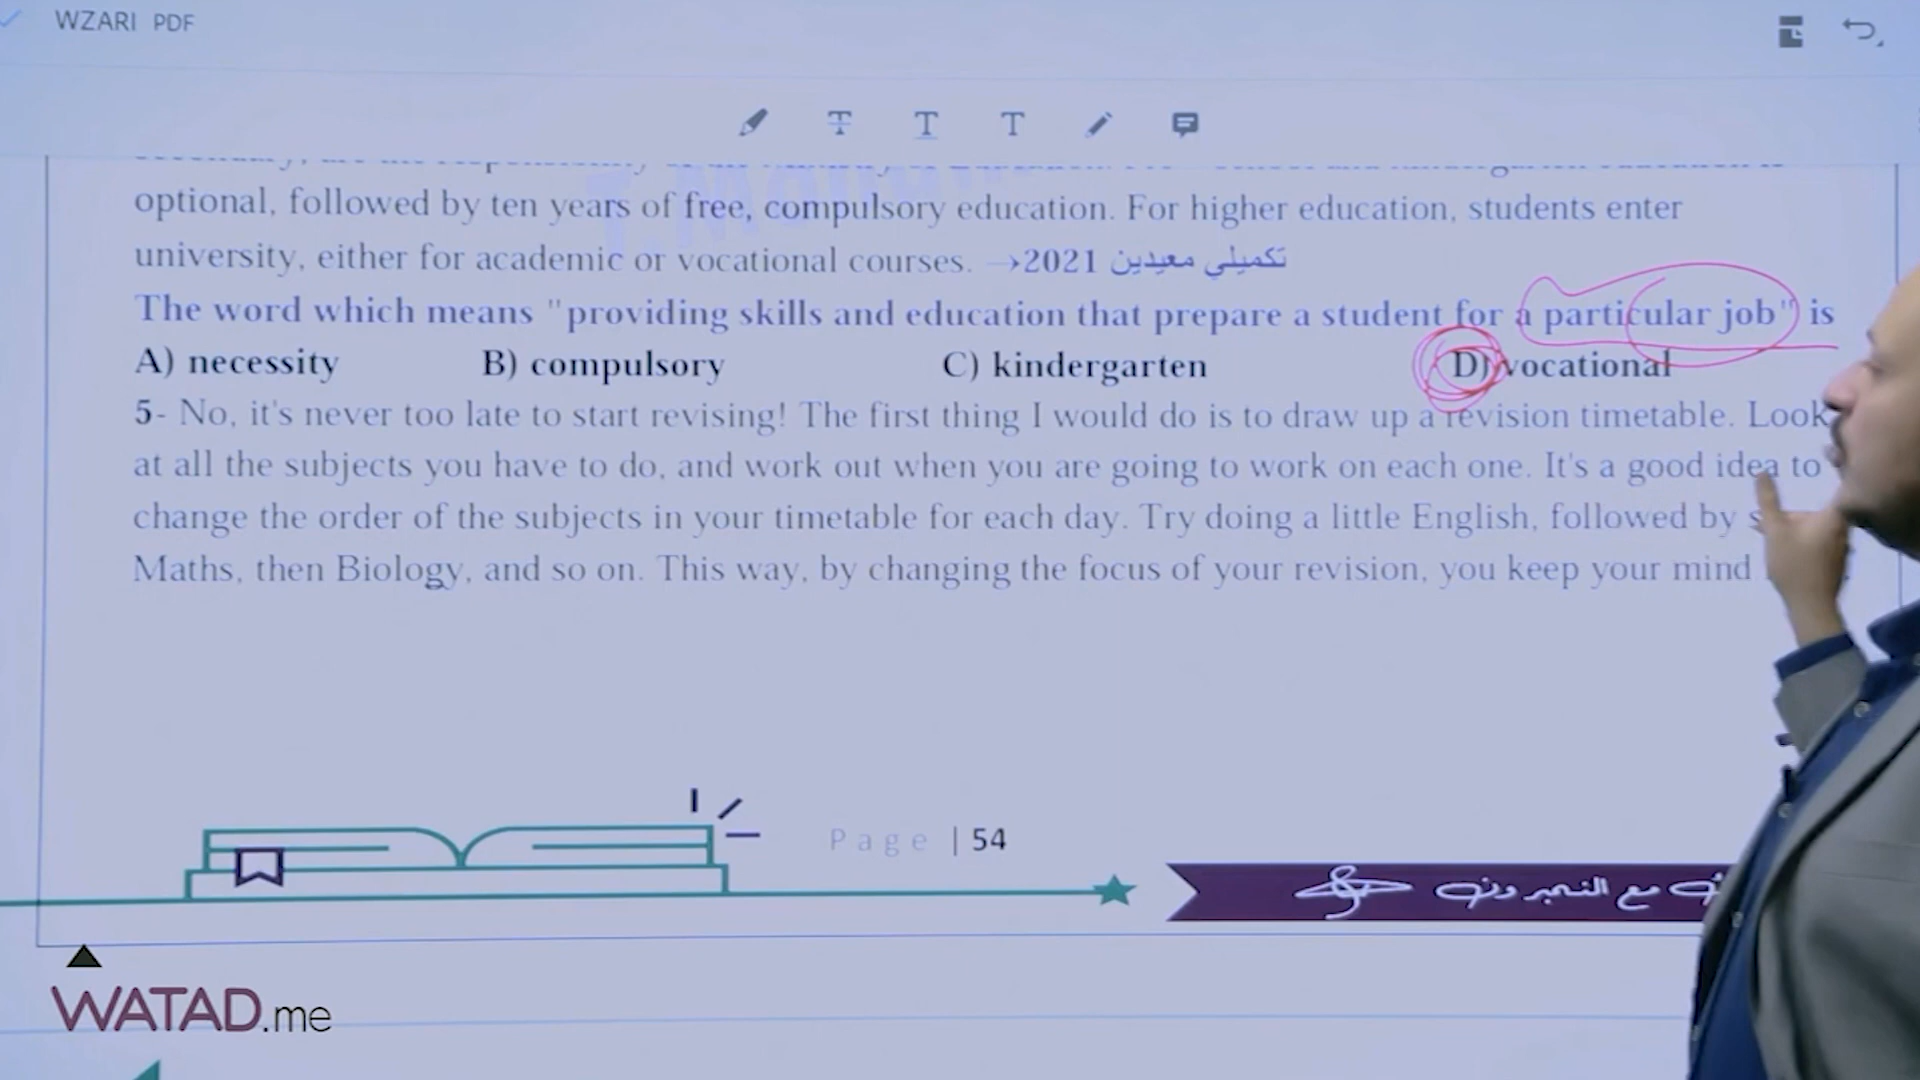 WZARI PDF
optional, followed by ten years of free, compulsory education. For higher education, students enter
university, either for academic or vocational courses. →2021 تكميلي معيدين
The word which means "providing skills and education that prepare a student for a particular job" is
A) necessity B) compulsory C) kindergarten D) vocational
5- No, it's never too late to start revising! The first thing I would do is to draw up a revision timetable. Look
at all the subjects you have to do, and work out when you are going to work on each one. It's a good idea to
change the order of the subjects in your timetable for each day. Try doing a little English, followed by
Maths, then Biology, and so on. This way, by changing the focus of your revision, you keep your mind
Page | 54
مع
WATAD.me